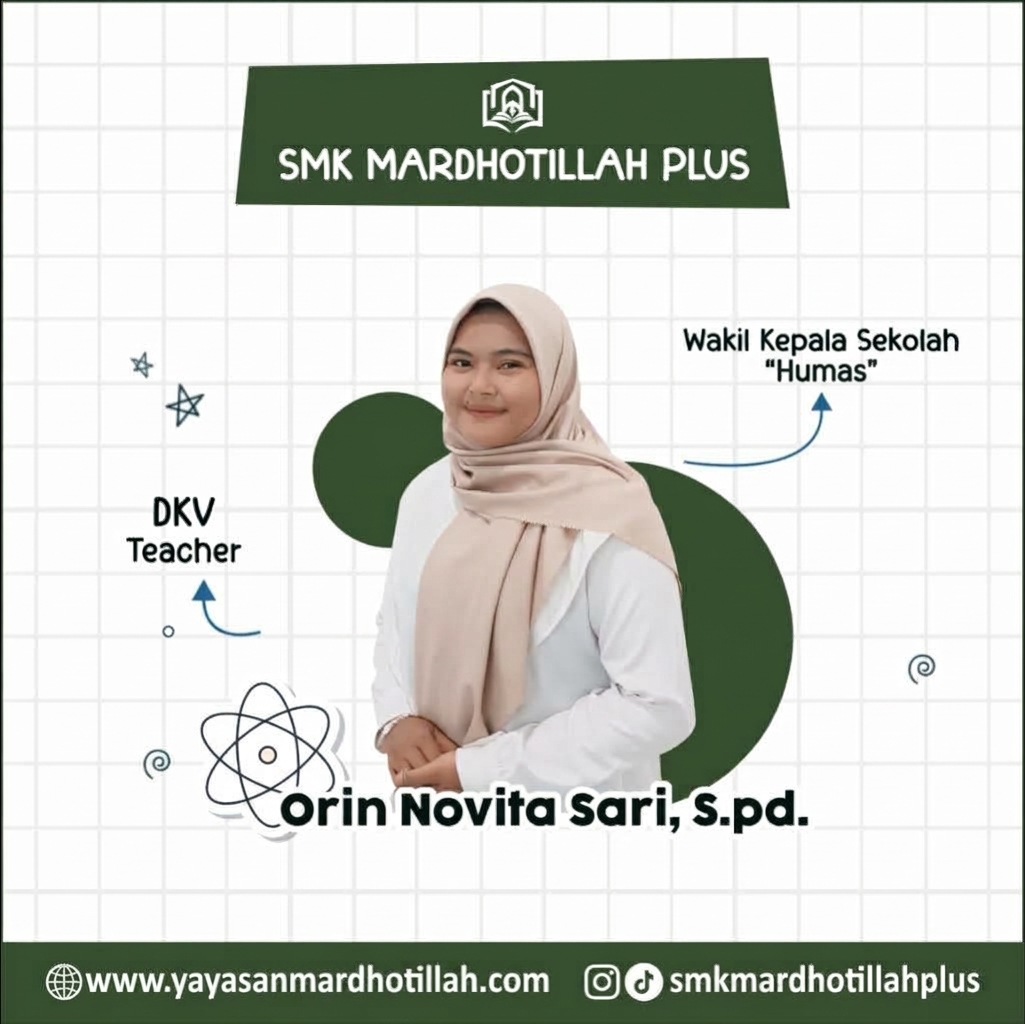 SMK MARDHOTILLAH PLUS
Wakil Kepala Sekolah
“Humas”
DKV
Teacher
Orin Novita Sari, S.pd.
www.yayasanmardhotillah.com
smkmardhotillahplus